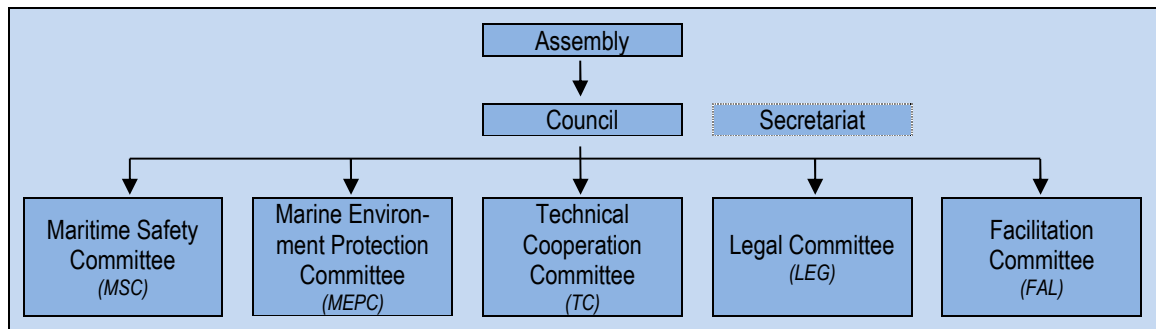 Assembly
Council
Secretariat
Maritime Safety
Committee
(MSC)
Marine Environ-
ment Protection
Committee
(MEPC)
Technical
Cooperation
Committee
(TC)
Legal Committee
(LEG)
Facilitation
Committee
(FAL)